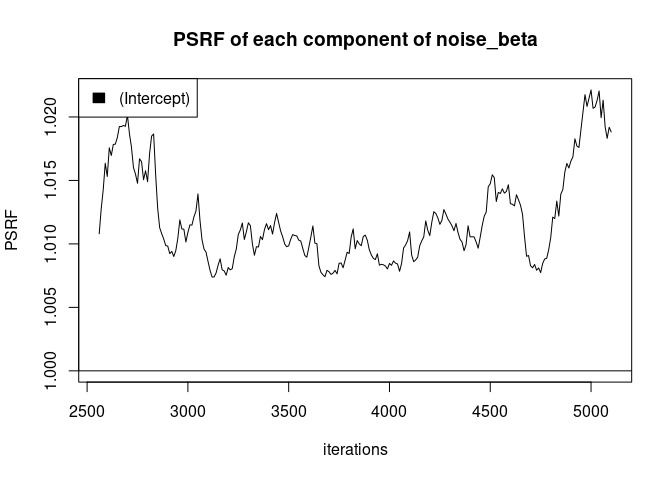 PSRF of each component of noise_beta
(Intercept)
PSRF
1.020
1.015
1.010
1.005
1.000
2500 3000 3500 4000 4500 5000
iterations